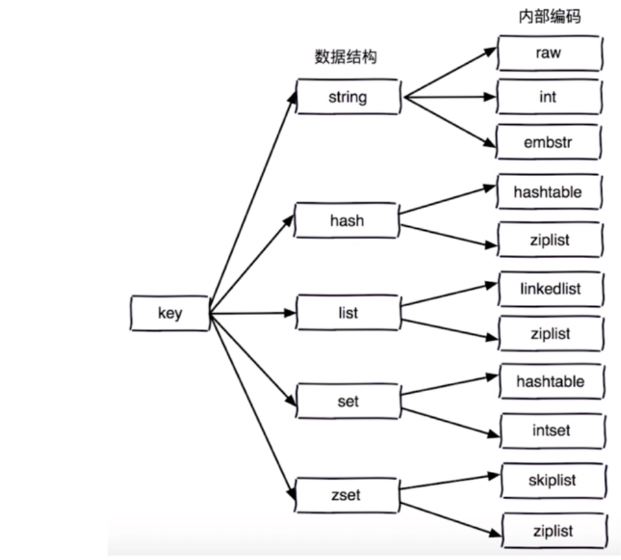 内部编码
数据结构
raw
string
int
embstr
hashtable
hash
ziplist
linkedlist
key
list
ziplist
hashtable
set
intset
skiplist
zset
ziplist